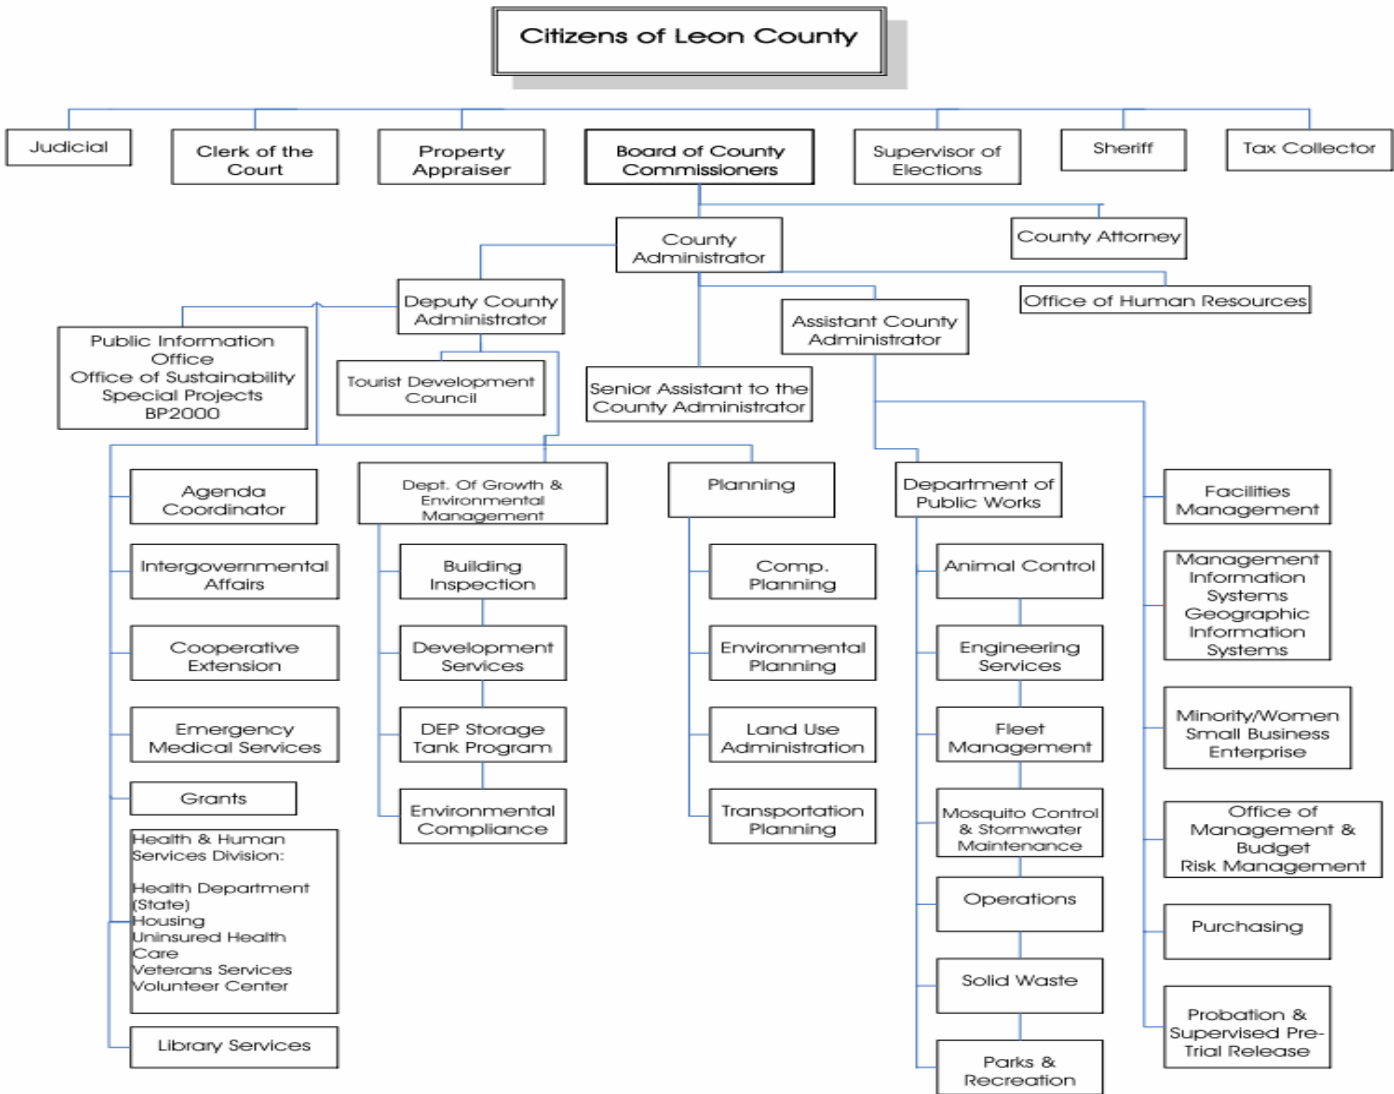 Citizens of Leon County
Judicial
Clerk of the
Court
Property
Appraiser
Board of County
Commissioners
Supervisor of
Elections
Sheriff
Tax Collector
County
Administrator
County Attorney
Deputy County
Administrator
Office of Human Resources
Assistant County
Administrator
Public Information
Office
Office of Sustainability
Special Projects
BP2000
Tourist Development
Council
Senior Assistant to the
County Administrator
Agenda
Coordinator
Intergovernmental
Affairs
Cooperative
Extension
Emergency
Medical Services
Grants
Health & Human
Services Division:
Health Department
(State)
Housing
Uninsured Health
Care
Veterans Services
Volunteer Center
Library Services
Dept. Of Growth &
Environmental
Management
Building
Inspection
Development
Services
DEP Storage
Tank Program
Environmental
Compliance
Planning
Comp.
Planning
Environmental
Planning
Land Use
Administration
Transportation
Planning
Department of
Public Works
Animal Control
Engineering
Services
Fleet
Management
Mosquito Control
& Stormwater
Maintenance
Operations
Solid Waste
Parks &
Recreation
Facilities
Management
Management
Information
Systems
Geographic
Information
Systems
Minority/Women
Small Business
Enterprise
Office of
Management &
Budget
Risk Management
Purchasing
Probation &
Supervised Pre-
Trial Release